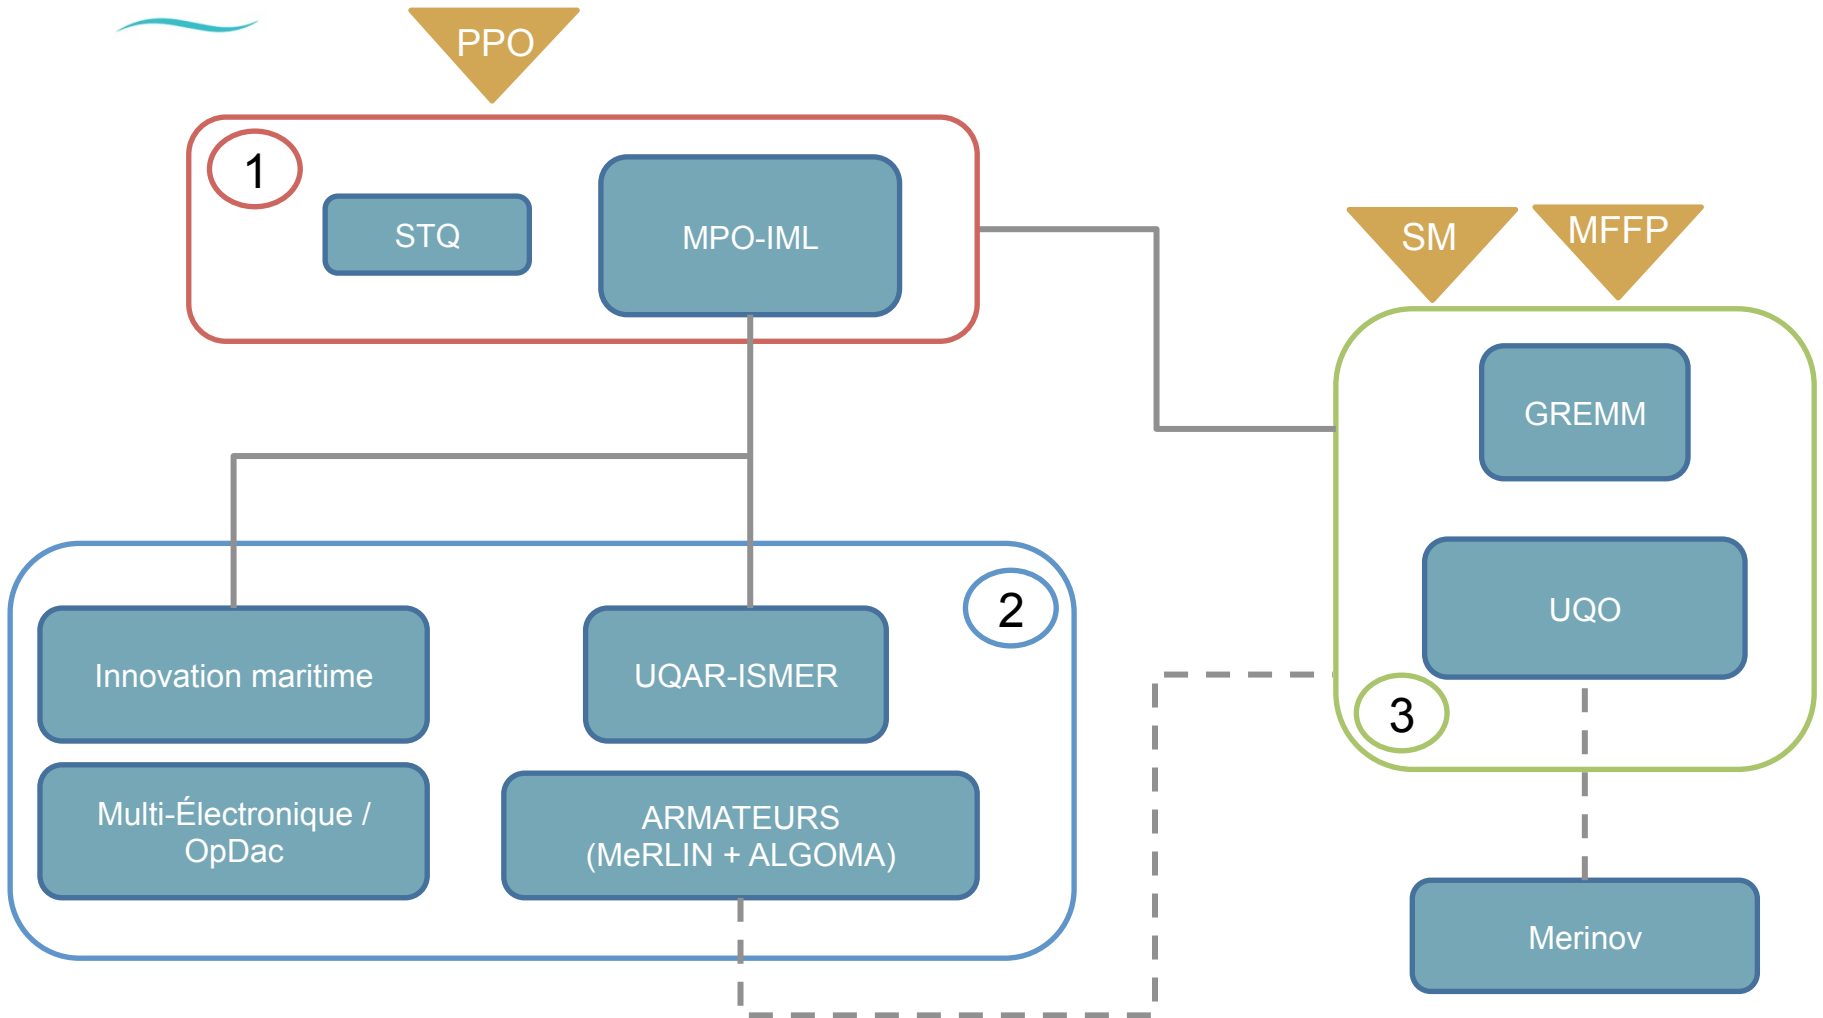 PPO
1
STQ
MPO-IML
SM
MFFP
GREMM
UQO
3
2
Innovation maritime
UQAR-ISMER
Multi-Électronique /
OpDac
ARMATEURS
(MeRLIN + ALGOMA)
Merinov